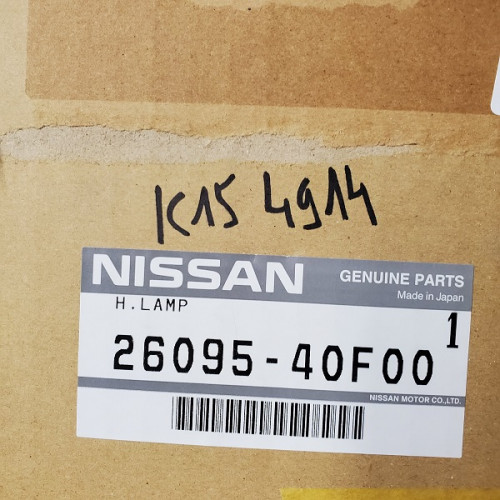 K15 4914
NISSAN GENUINE PARTS
Made in Japan
H.LAMP
1
26095-40F00
NISSAN MOTOR CO.,LTD.